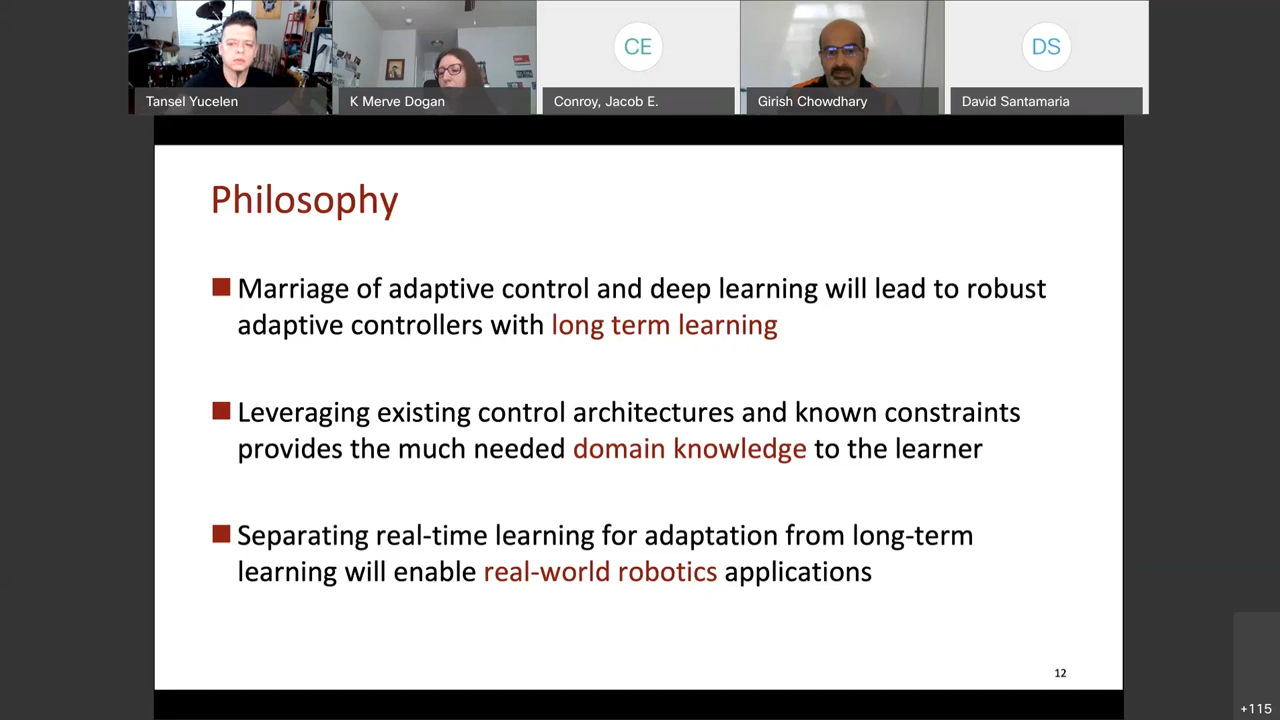 CE
DS
Tansel Yucelen
K Merve Dogan
Conroy, Jacob E.
Girish Chowdhary
David Santamaria
Philosophy
Marriage of adaptive control and deep learning will lead to robust
adaptive controllers with long term learning
Leveraging existing control architectures and known constraints
provides the much needed domain knowledge to the learner
Separating real-time learning for adaptation from long-term
learning will enable real-world robotics applications
12
+115